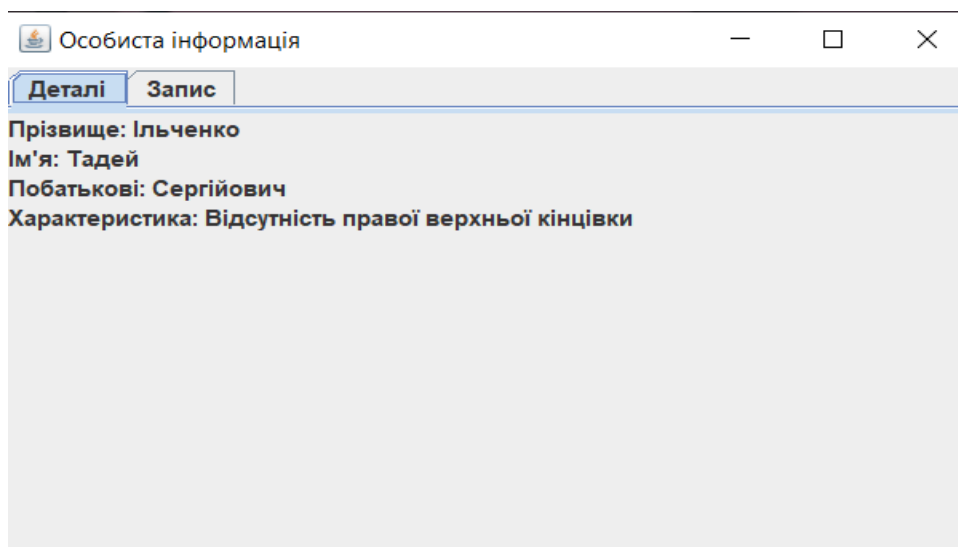 Особиста інформація
Деталі Запис
Прізвище: Ільченко
Ім'я: Тадей
Побатькові: Сергійович
Характеристика: Відсутність правої верхньої кінцівки